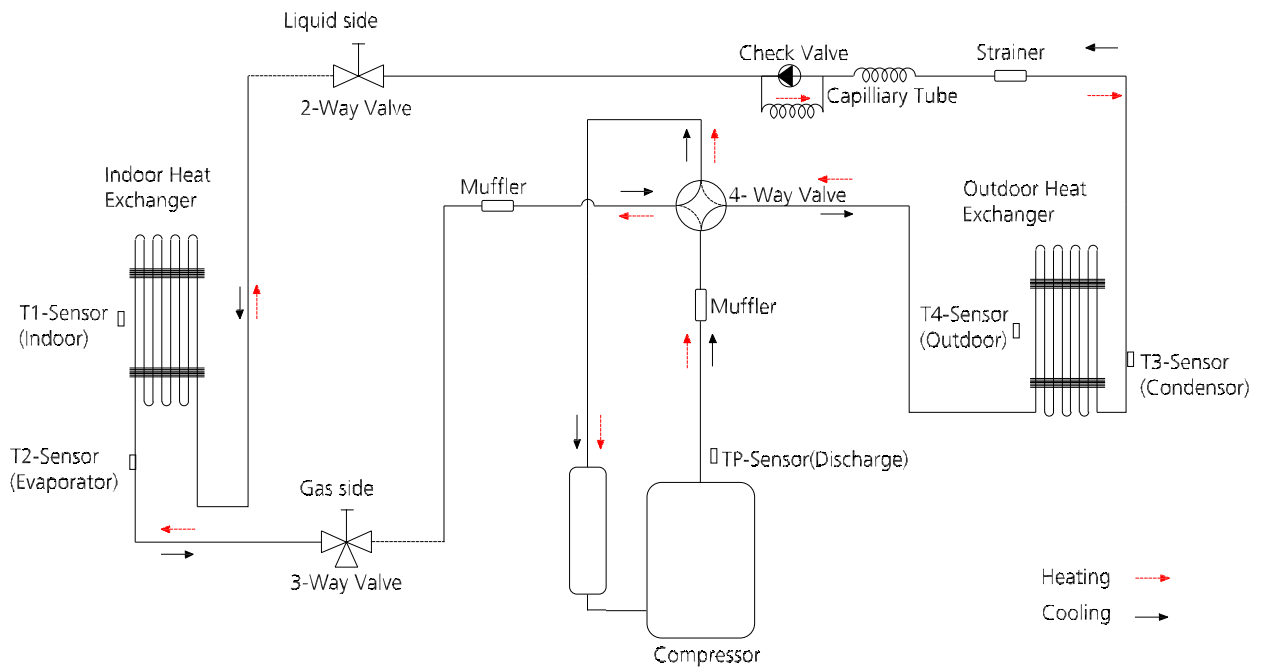 Liquid side
2-Way Valve
Check Valve
Capilliary Tube
Strainer
Indoor Heat
Exchanger
Muffler
4- Way Valve
Outdoor Heat
Exchanger
T1-Sensor
(Indoor)
Muffler
T4-Sensor
(Outdoor)
T3-Sensor
(Condensor)
T2-Sensor
(Evaporator)
TP-Sensor(Discharge)
Gas side
3-Way Valve
Compressor
Heating
Cooling